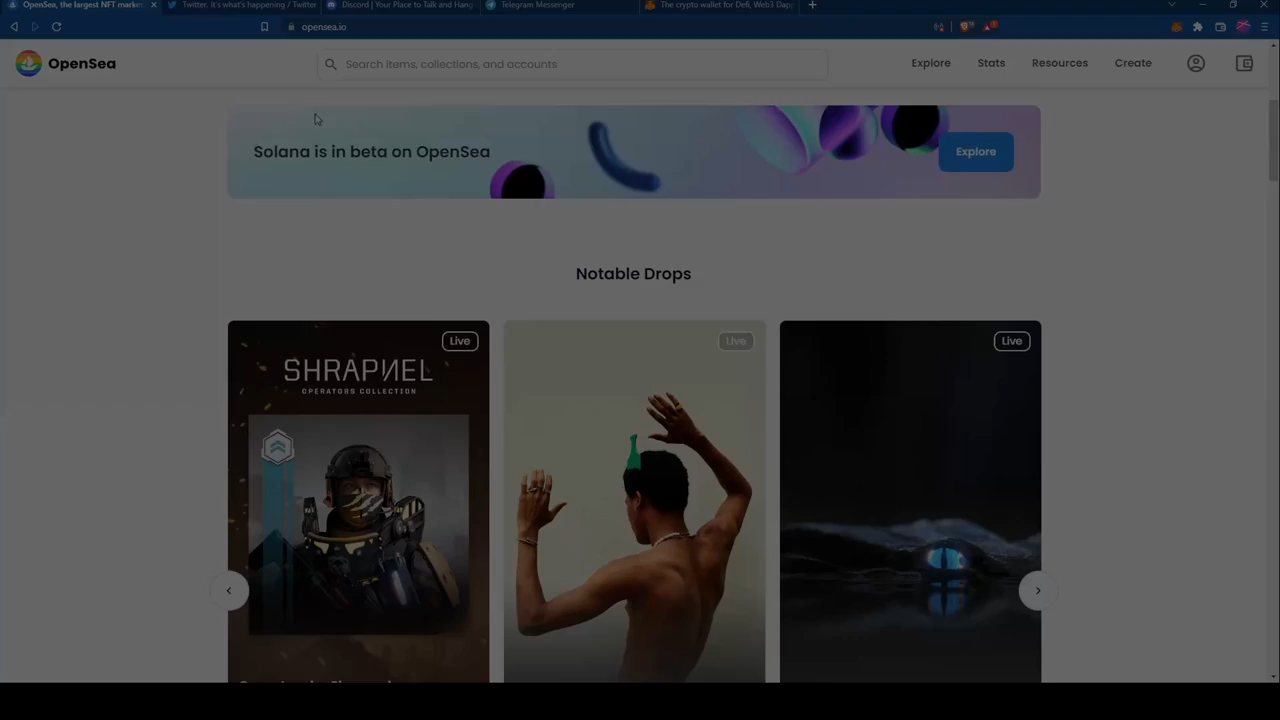 OpenSea, the largest NFT market
Twitter. It's what's happening / Twitter
Discord | Your Place to Talk and Hang
Telegram Messenger
The crypto wallet for Defi, Web3 Dapp
opensea.io
OpenSea
Search items, collections, and accounts
Explore
Stats
Resources
Create
Solana is in beta on OpenSea
Explore
Notable Drops
Live
Live
Live
SHRAPNEL
OPERATORS COLLECTION